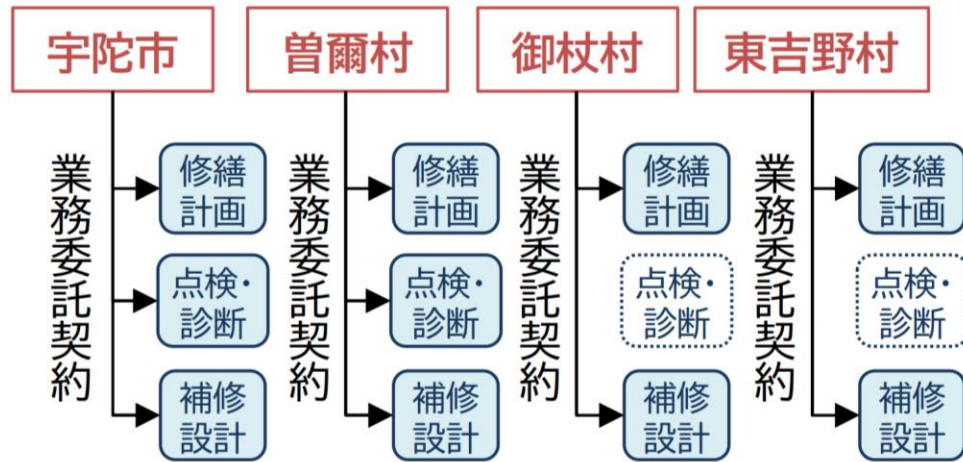 宇陀市
業務委託契約
修繕
計画
点検・
診断
補修
設計
曽爾村
業務委託契約
修繕
計画
点検・
診断
補修
設計
御杖村
業務委託契約
修繕
計画
点検・
診断
補修
設計
東吉野村
業務委託契約
修繕
計画
点検・
診断
補修
設計